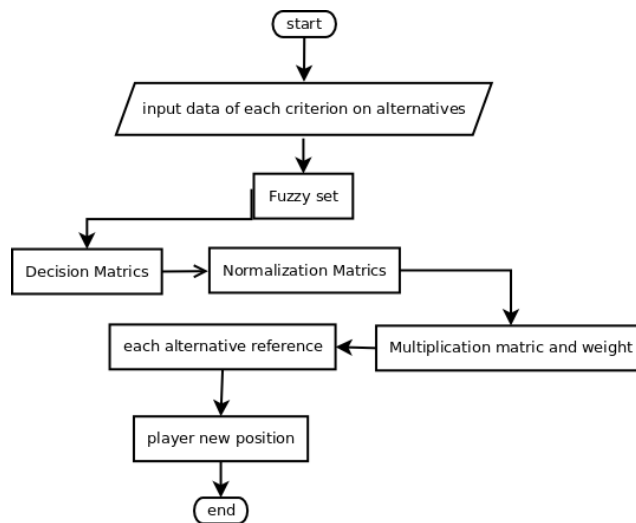 start
input data of each criterion on alternatives
Fuzzy set
Decision Matrics
Normalization Matrics
Multiplication matric and weight
each alternative reference
player new position
end